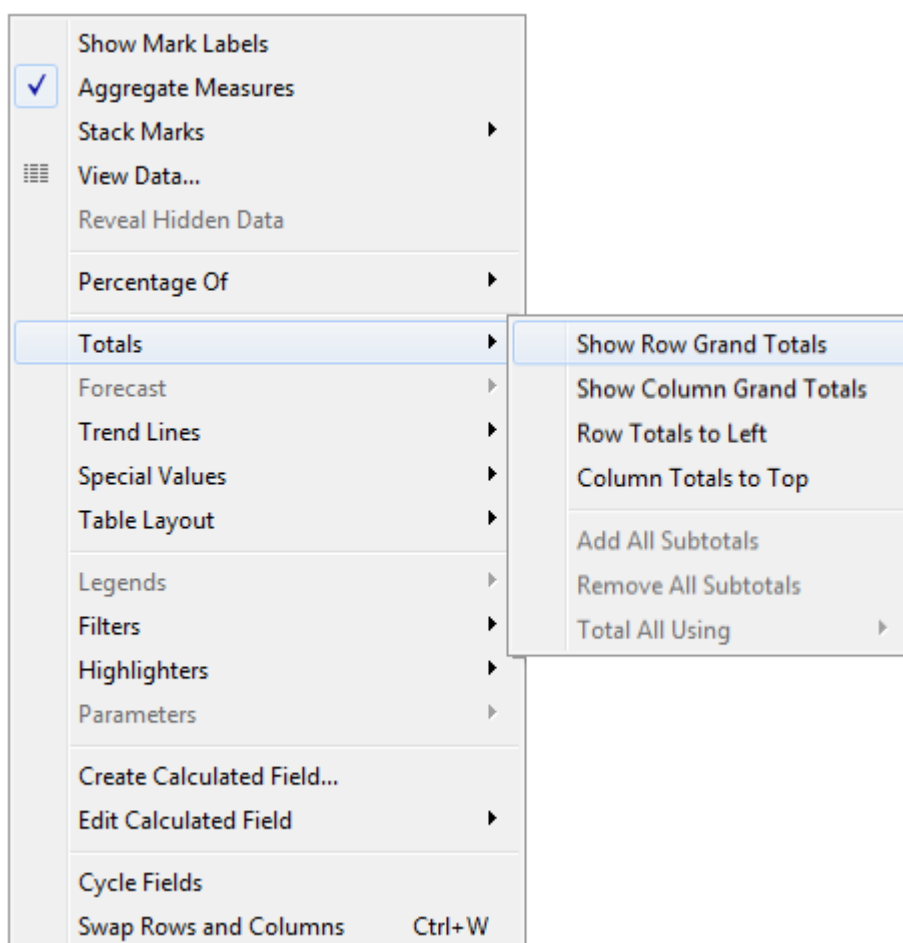 Show Mark Labels
Aggregate Measures
Stack Marks
View Data...
Reveal Hidden Data
Percentage Of
Totals
Forecast
Trend Lines
Special Values
Table Layout
Legends
Filters
Highlighters
Parameters
Create Calculated Field...
Edit Calculated Field
Cycle Fields
Swap Rows and Columns Ctrl+W
Show Row Grand Totals
Show Column Grand Totals
Row Totals to Left
Column Totals to Top
Add All Subtotals
Remove All Subtotals
Total All Using